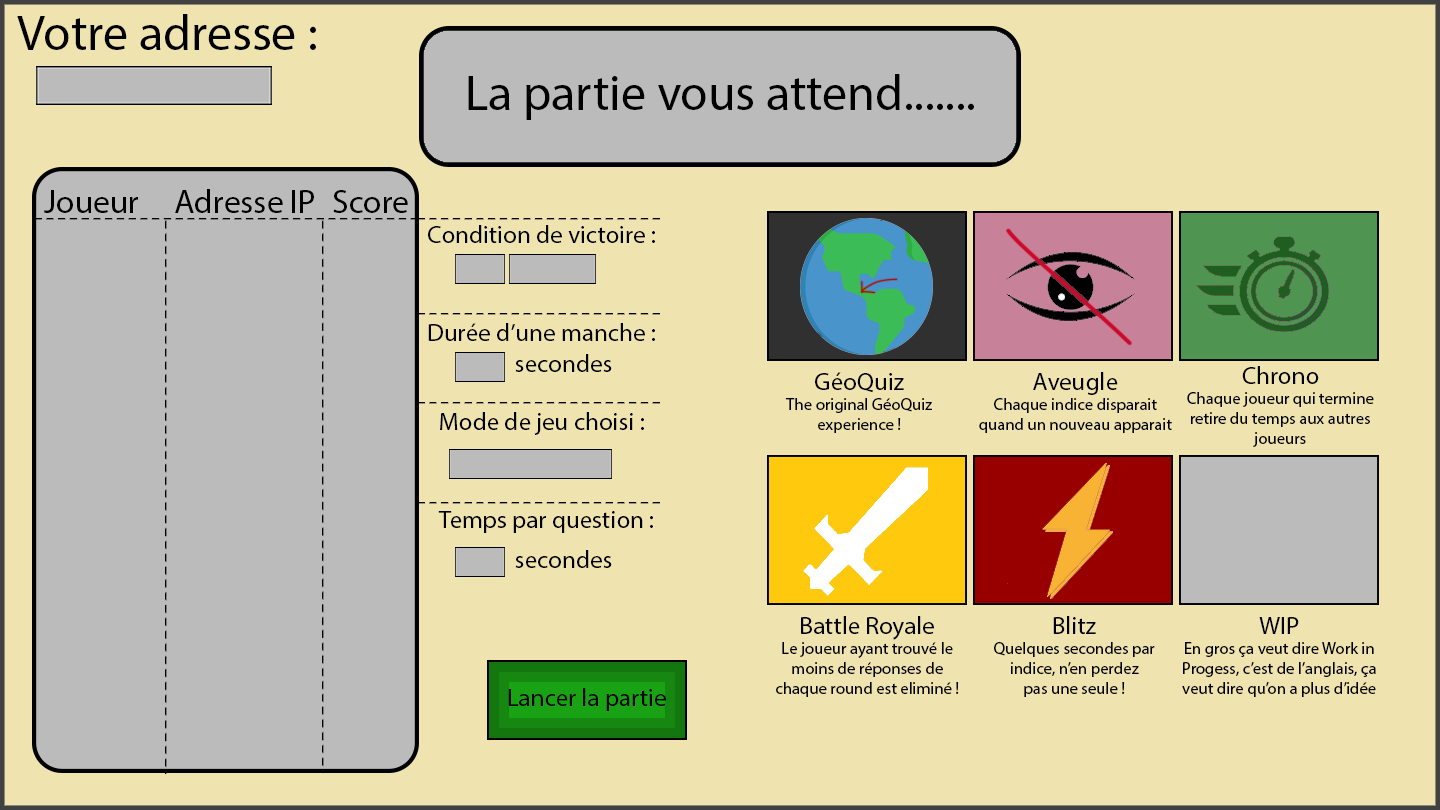 Votre adresse :
La partie vous attend.......
Joueur
Adresse IP
Score
Condition de victoire :
Durée d’une manche :
secondes
Mode de jeu choisi :
Temps par question :
secondes
Lancer la partie
GéoQuiz
The original GéoQuiz
experience !
Aveugle
Chaque indice disparait
quand un nouveau apparait
Chrono
Chaque joueur qui termine
retire du temps aux autres
joueurs
Battle Royale
Le joueur ayant trouvé le
moins de réponses de
chaque round est eliminé !
Blitz
Quelques secondes par
indice, n’en perdez
pas une seule !
WIP
En gros ça veut dire Work in
Progess, c’est de l’anglais, ça
veut dire qu’on a plus d’idée